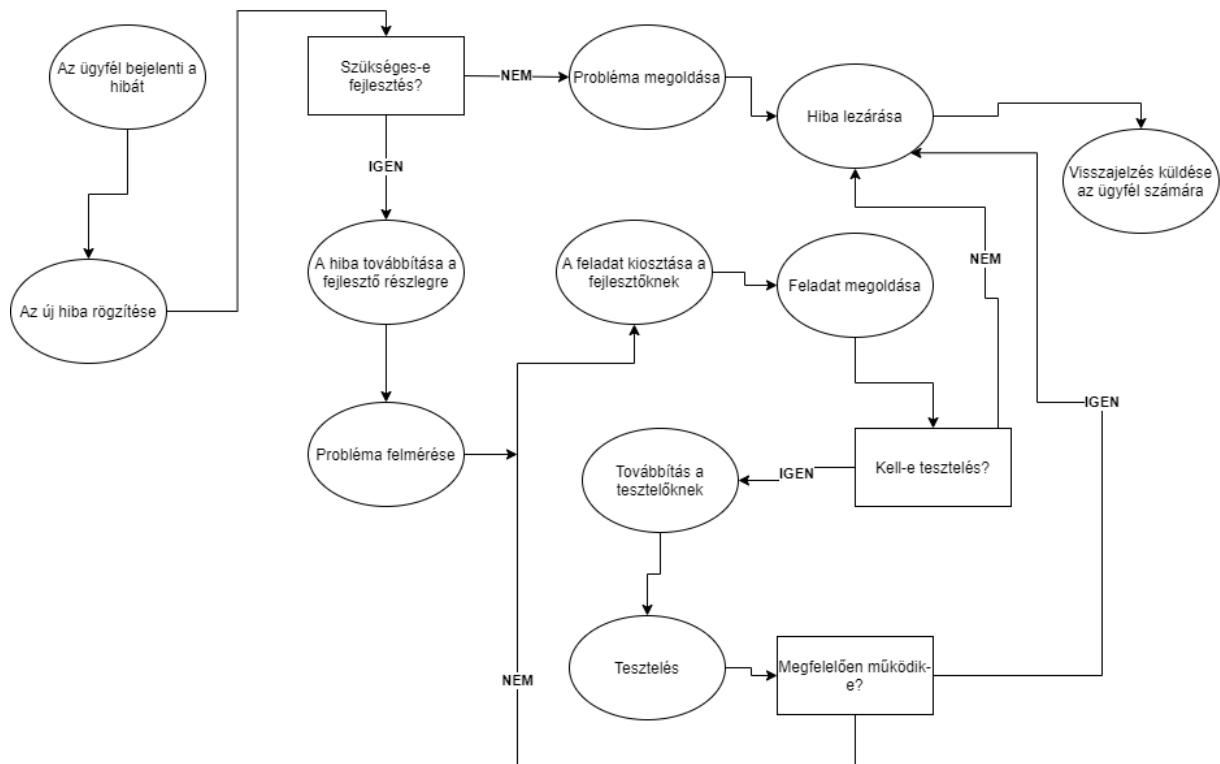 Az ügyfél bejelenti a
hibát
Szükséges-e
fejlesztés?
NEM
Probléma megoldása
Hiba lezárása
Visszajelzés küldése
az ügyfél számára
IGEN
Az új hiba rögzítése
A hiba továbbítása a
fejlesztő részlegre
A feladat kiosztása a
fejlesztőknek
Feladat megoldása
NEM
IGEN
Probléma felmérése
Továbbítás a
tesztelőknek
IGEN
Kell-e tesztelés?
NEM
Tesztelés
Megfelelően működik-
e?